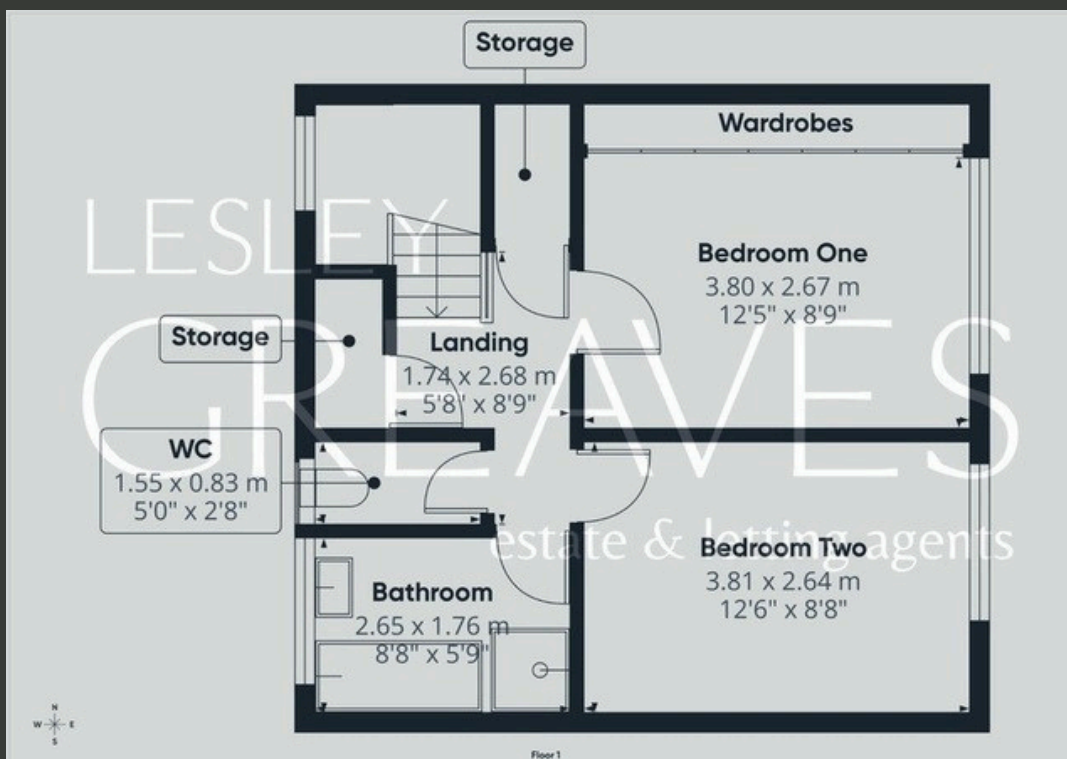 Storage
Wardrobes
Bedroom One
3.80 x 2.67 m
12'5" x 8'9"
Storage
Landing
1.74 x 2.68 m
5'8" x 8'9"
LESLEY
GREAVES
estate & letting agents
WC
1.55 x 0.83 m
5'0" x 2'8"
Bedroom Two
3.81 x 2.64 m
12'6" x 8'8"
Bathroom
2.65 x 1.76 m
8'8" x 5'9"
N
W E
S
Floor 1